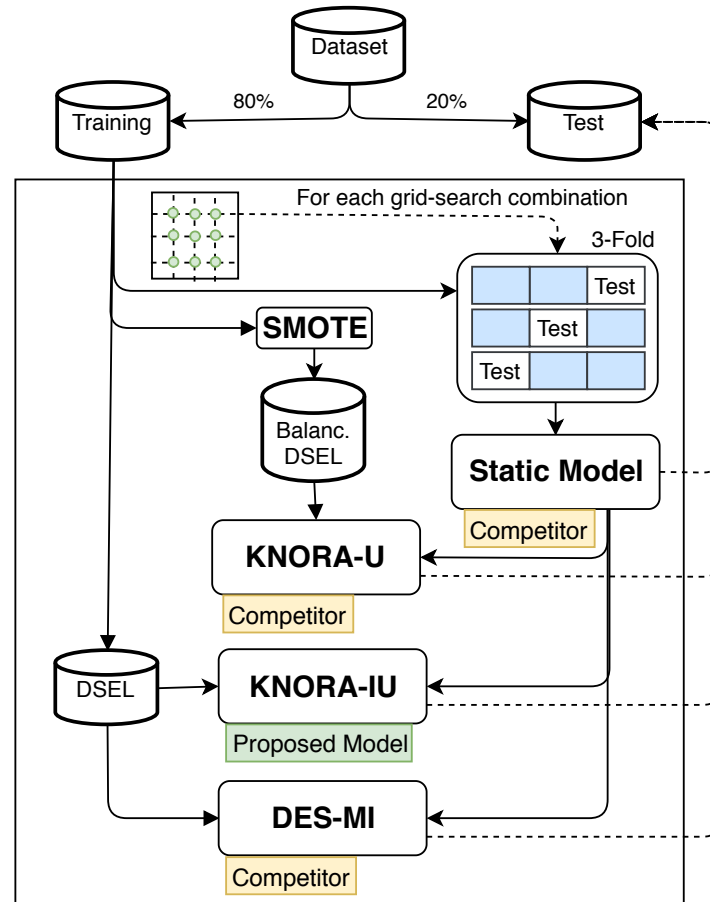 Dataset
80%
20%
Training
Test
For each grid-search combination
3-Fold
Test
SMOTE
Test
Test
Balanc.
DSEL
Static Model
Competitor
KNORA-U
Competitor
DSEL
KNORA-IU
Proposed Model
DES-MI
Competitor